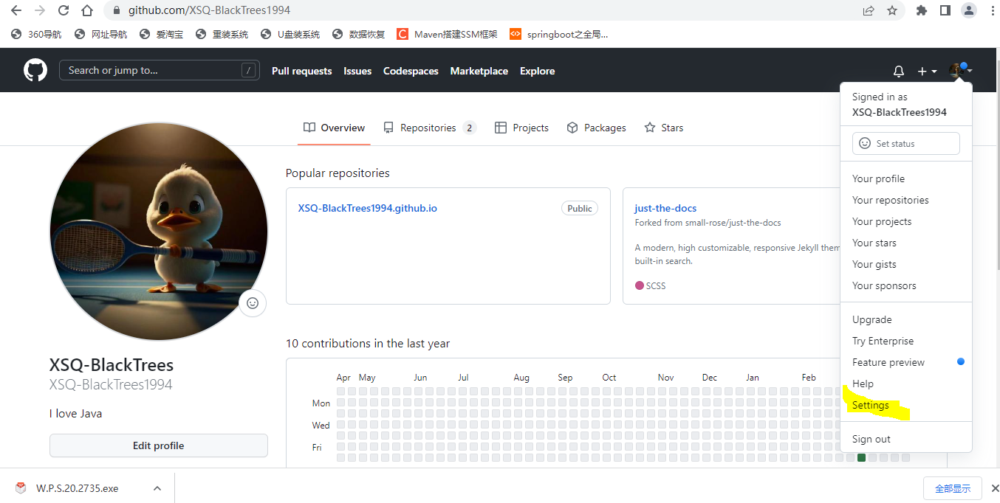 github.com/XSQ-BlackTrees1994
360导航 网址导航 爱淘宝 重装系统 U盘装系统 数据恢复 Maven搭建SSM框架 springboot之全局...
Search or jump to... / Pull requests Issues Codespaces Marketplace Explore
Signed in as
XSQ-BlackTrees1994
Set status
Your profile
Your repositories
Your projects
Your stars
Your gists
Your sponsors
Upgrade
Try Enterprise
Feature preview
Help
Settings
Sign out
Overview Repositories 2 Projects Packages Stars
Popular repositories
XSQ-BlackTrees1994.github.io Public
just-the-docs
Forked from small-rose/just-the-docs
A modern, high customizable, responsive Jekyll them
built-in search.
SCSS
10 contributions in the last year
Apr May Jun Jul Aug Sep Oct Nov Dec Jan Feb
Mon
Wed
Fri
XSQ-BlackTrees
XSQ-BlackTrees1994
I love Java
Edit profile
W.P.S.20.2735.exe
全部显示